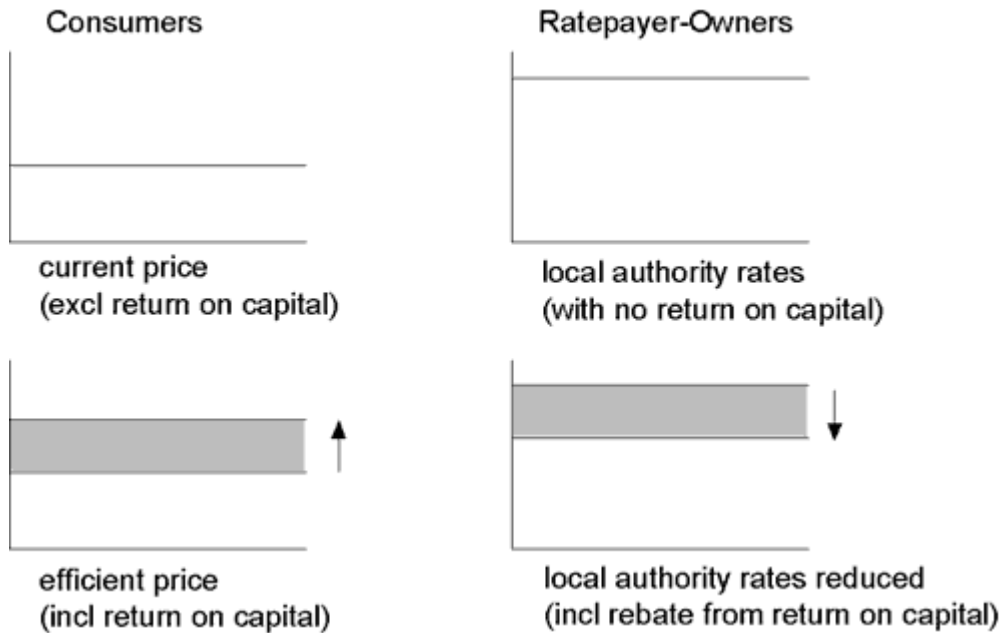 Consumers
Ratepayer-Owners
current price
(excl return on capital)
local authority rates
(with no return on capital)
efficient price
(incl return on capital)
local authority rates reduced
(incl rebate from return on capital)